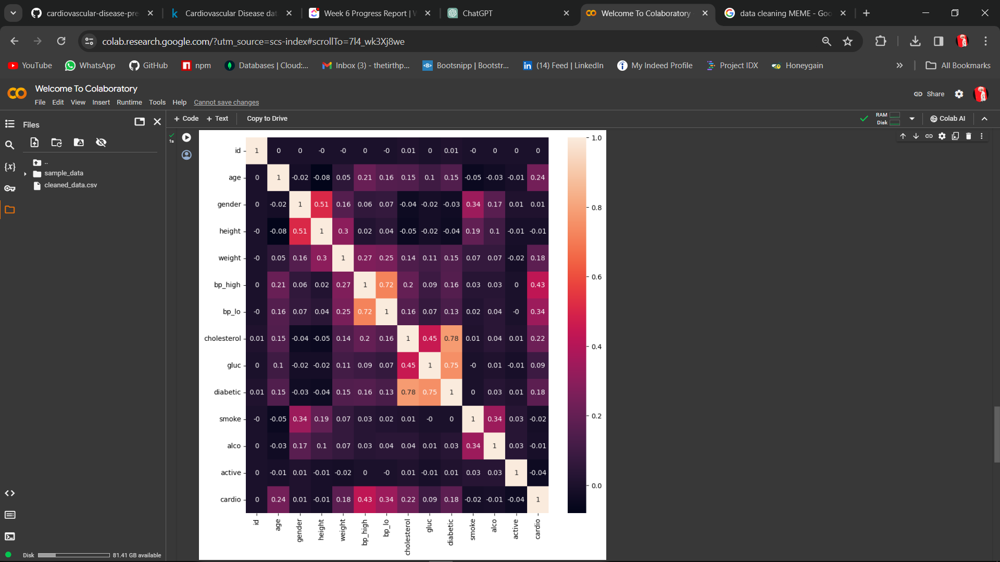 cardiovascular-disease-pre
Cardiovascular Disease dat
Week 6 Progress Report | W
ChatGPT
Welcome To Colaboratory
data cleaning MEME - Goo
colab.research.google.com/?utm_source=scs-index#scrollTo=7l4_wk3Xj8we
YouTube WhatsApp GitHub npm Databases | Cloud:... Inbox (3) - thetirthp... Bootsnipp | Bootstr... (14) Feed | LinkedIn My Indeed Profile Project IDX Honeygain » All Bookmarks
Welcome To Colaboratory
File Edit View Insert Runtime Tools Help Cannot save changes
Share
Files
+ Code + Text Copy to Drive
RAM
Disk
Colab AI
..
sample_data
cleaned_data.csv
{x}
1s
id 1 0 0 -0 -0 0 -0 0.01 0 0.01 -0 0 0 0
age 0 1 -0.02 -0.08 0.05 0.21 0.16 0.15 0.1 0.15 -0.05 -0.03 -0.01 0.24
gender 0 -0.02 1 0.51 0.16 0.06 0.07 -0.04 -0.02 -0.03 0.34 0.17 0.01 0.01
height -0 -0.08 0.51 1 0.3 0.02 0.04 -0.05 -0.02 -0.04 0.19 0.1 -0.01 -0.01
weight -0 0.05 0.16 0.3 1 0.27 0.25 0.14 0.11 0.15 0.07 0.07 -0.02 0.18
bp_high 0 0.21 0.06 0.02 0.27 1 0.72 0.2 0.09 0.16 0.03 0.03 0 0.43
bp_lo -0 0.16 0.07 0.04 0.25 0.72 1 0.16 0.07 0.13 0.02 0.04 -0 0.34
cholesterol 0.01 0.15 -0.04 -0.05 0.14 0.2 0.16 1 0.45 0.78 0.01 0.04 0.01 0.22
gluc 0 0.1 -0.02 -0.02 0.11 0.09 0.07 0.45 1 0.75 -0 0.01 -0.01 0.09
diabetic 0.01 0.15 -0.03 -0.04 0.15 0.16 0.13 0.78 0.75 1 0 0.03 0.01 0.18
smoke -0 -0.05 0.34 0.19 0.07 0.03 0.02 0.01 -0 0 1 0.34 0.03 -0.02
alco 0 -0.03 0.17 0.1 0.07 0.03 0.04 0.04 0.01 0.03 0.34 1 0.03 -0.01
active 0 -0.01 0.01 -0.01 -0.02 0 -0 0.01 -0.01 0.01 0.03 0.03 1 -0.04
cardio 0 0.24 0.01 -0.01 0.18 0.43 0.34 0.22 0.09 0.18 -0.02 -0.01 -0.04 1
id age gender height weight bp_high bp_lo cholesterol gluc diabetic smoke alco active cardio
1.0
0.8
0.6
0.4
0.2
0.0
Disk 81.41 GB available